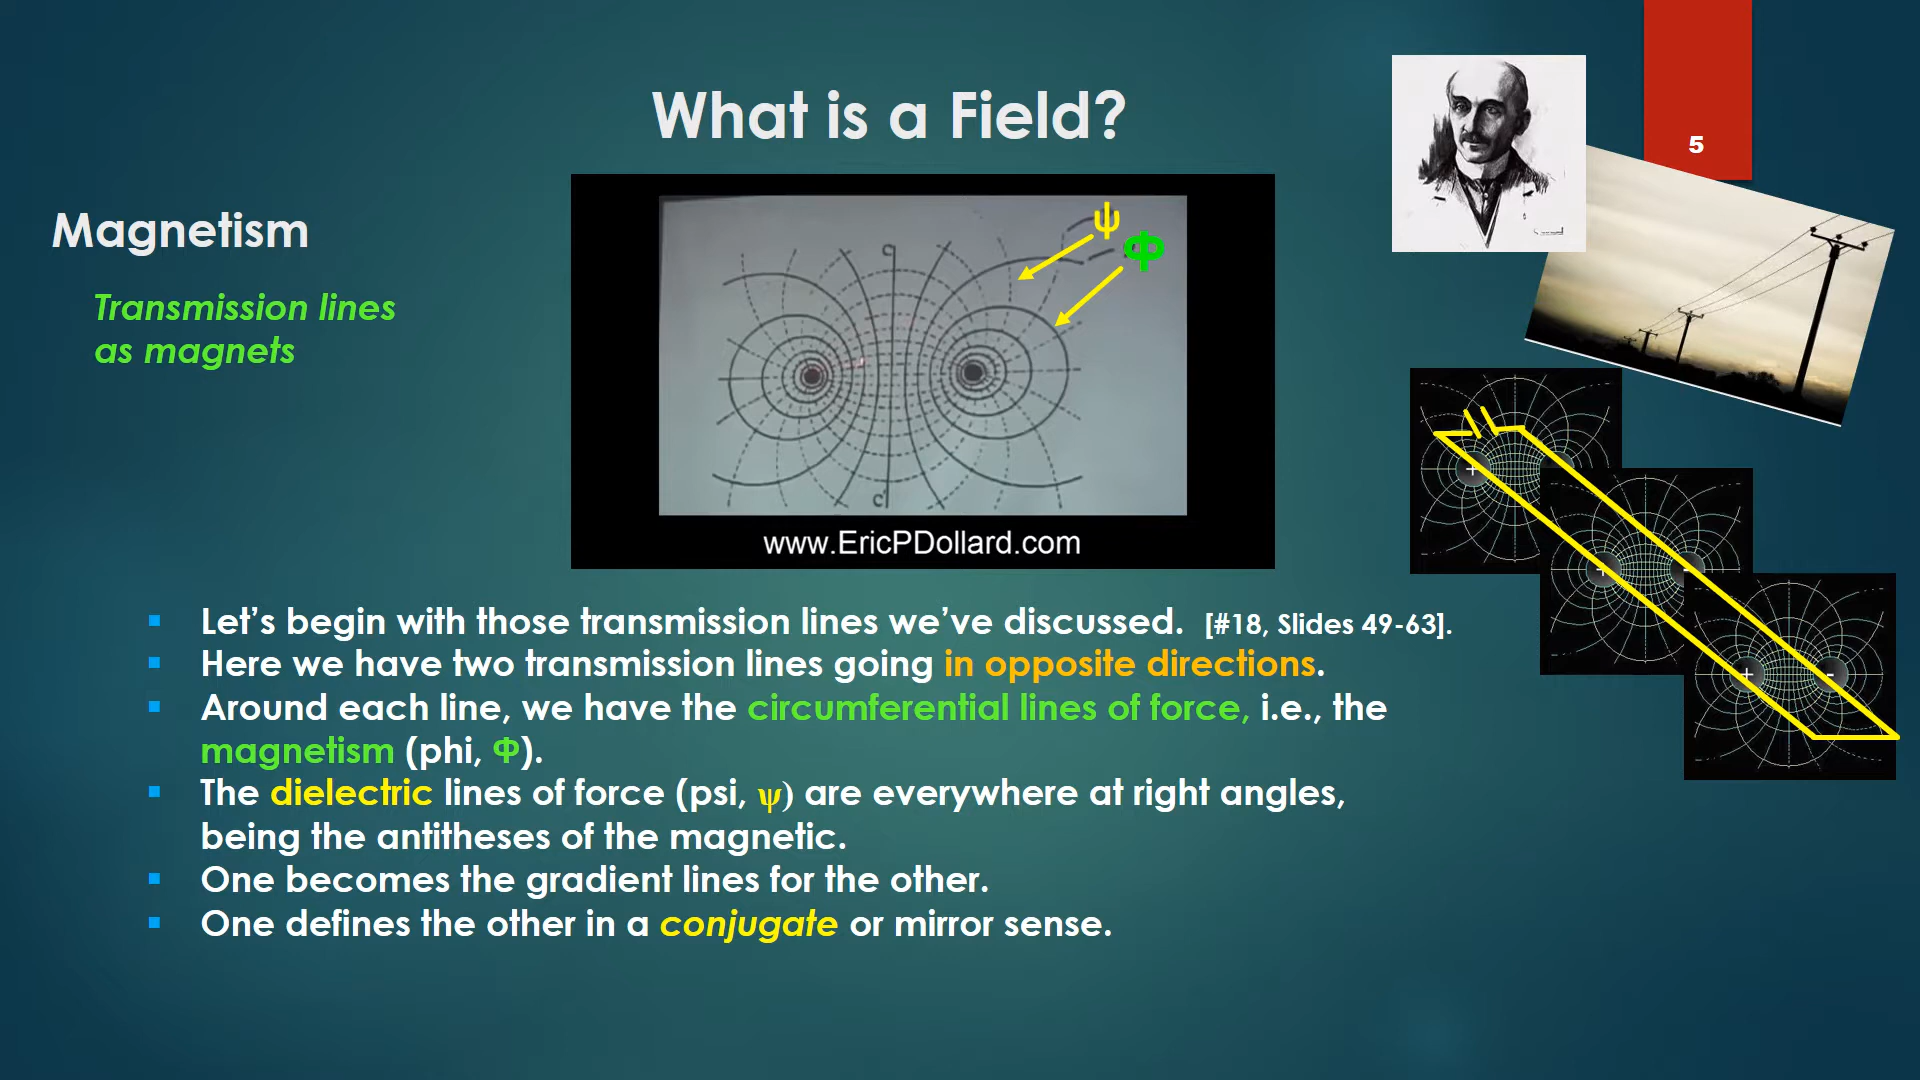 What is a Field?
5
Magnetism
Transmission lines
as magnets
ψ
Φ
C
C'
www.EricPDollard.com
+
+ -
+ -
Let’s begin with those transmission lines we’ve discussed. [#18, Slides 49-63].
Here we have two transmission lines going in opposite directions.
Around each line, we have the circumferential lines of force, i.e., the
magnetism (phi, Φ).
The dielectric lines of force (psi, ψ) are everywhere at right angles,
being the antitheses of the magnetic.
One becomes the gradient lines for the other.
One defines the other in a conjugate or mirror sense.